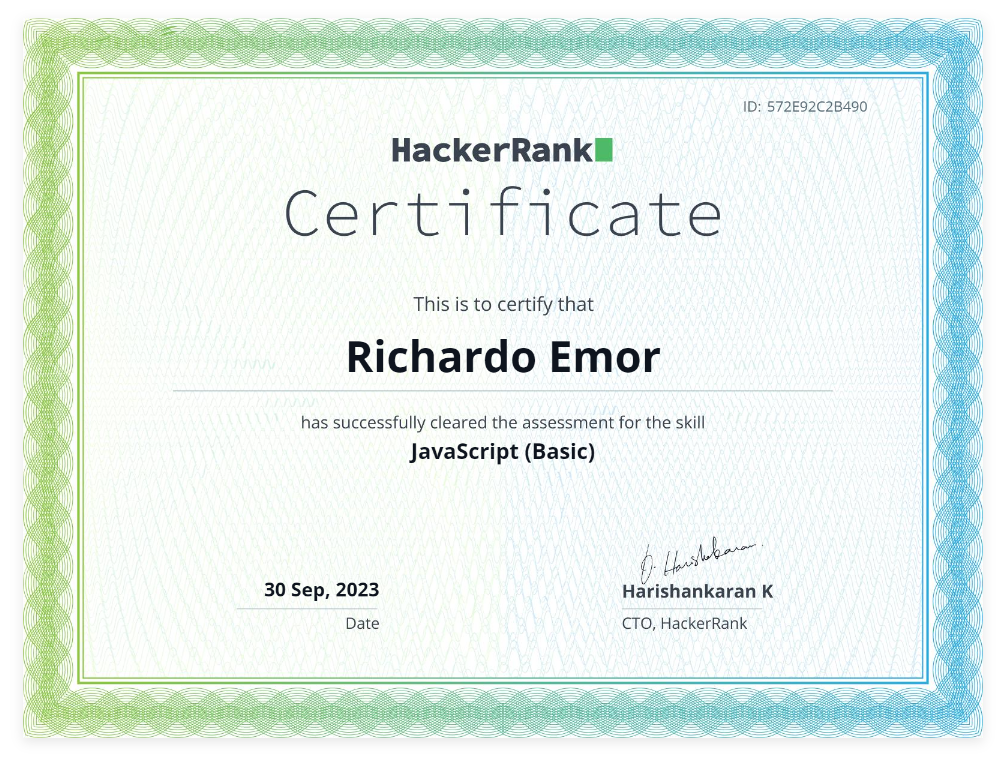 ID: 572E92C2B490
HackerRank
Certificate
This is to certify that
Richardo Emor
has successfully cleared the assessment for the skill
JavaScript (Basic)
30 Sep, 2023
Date
Harishankaran K
CTO, HackerRank